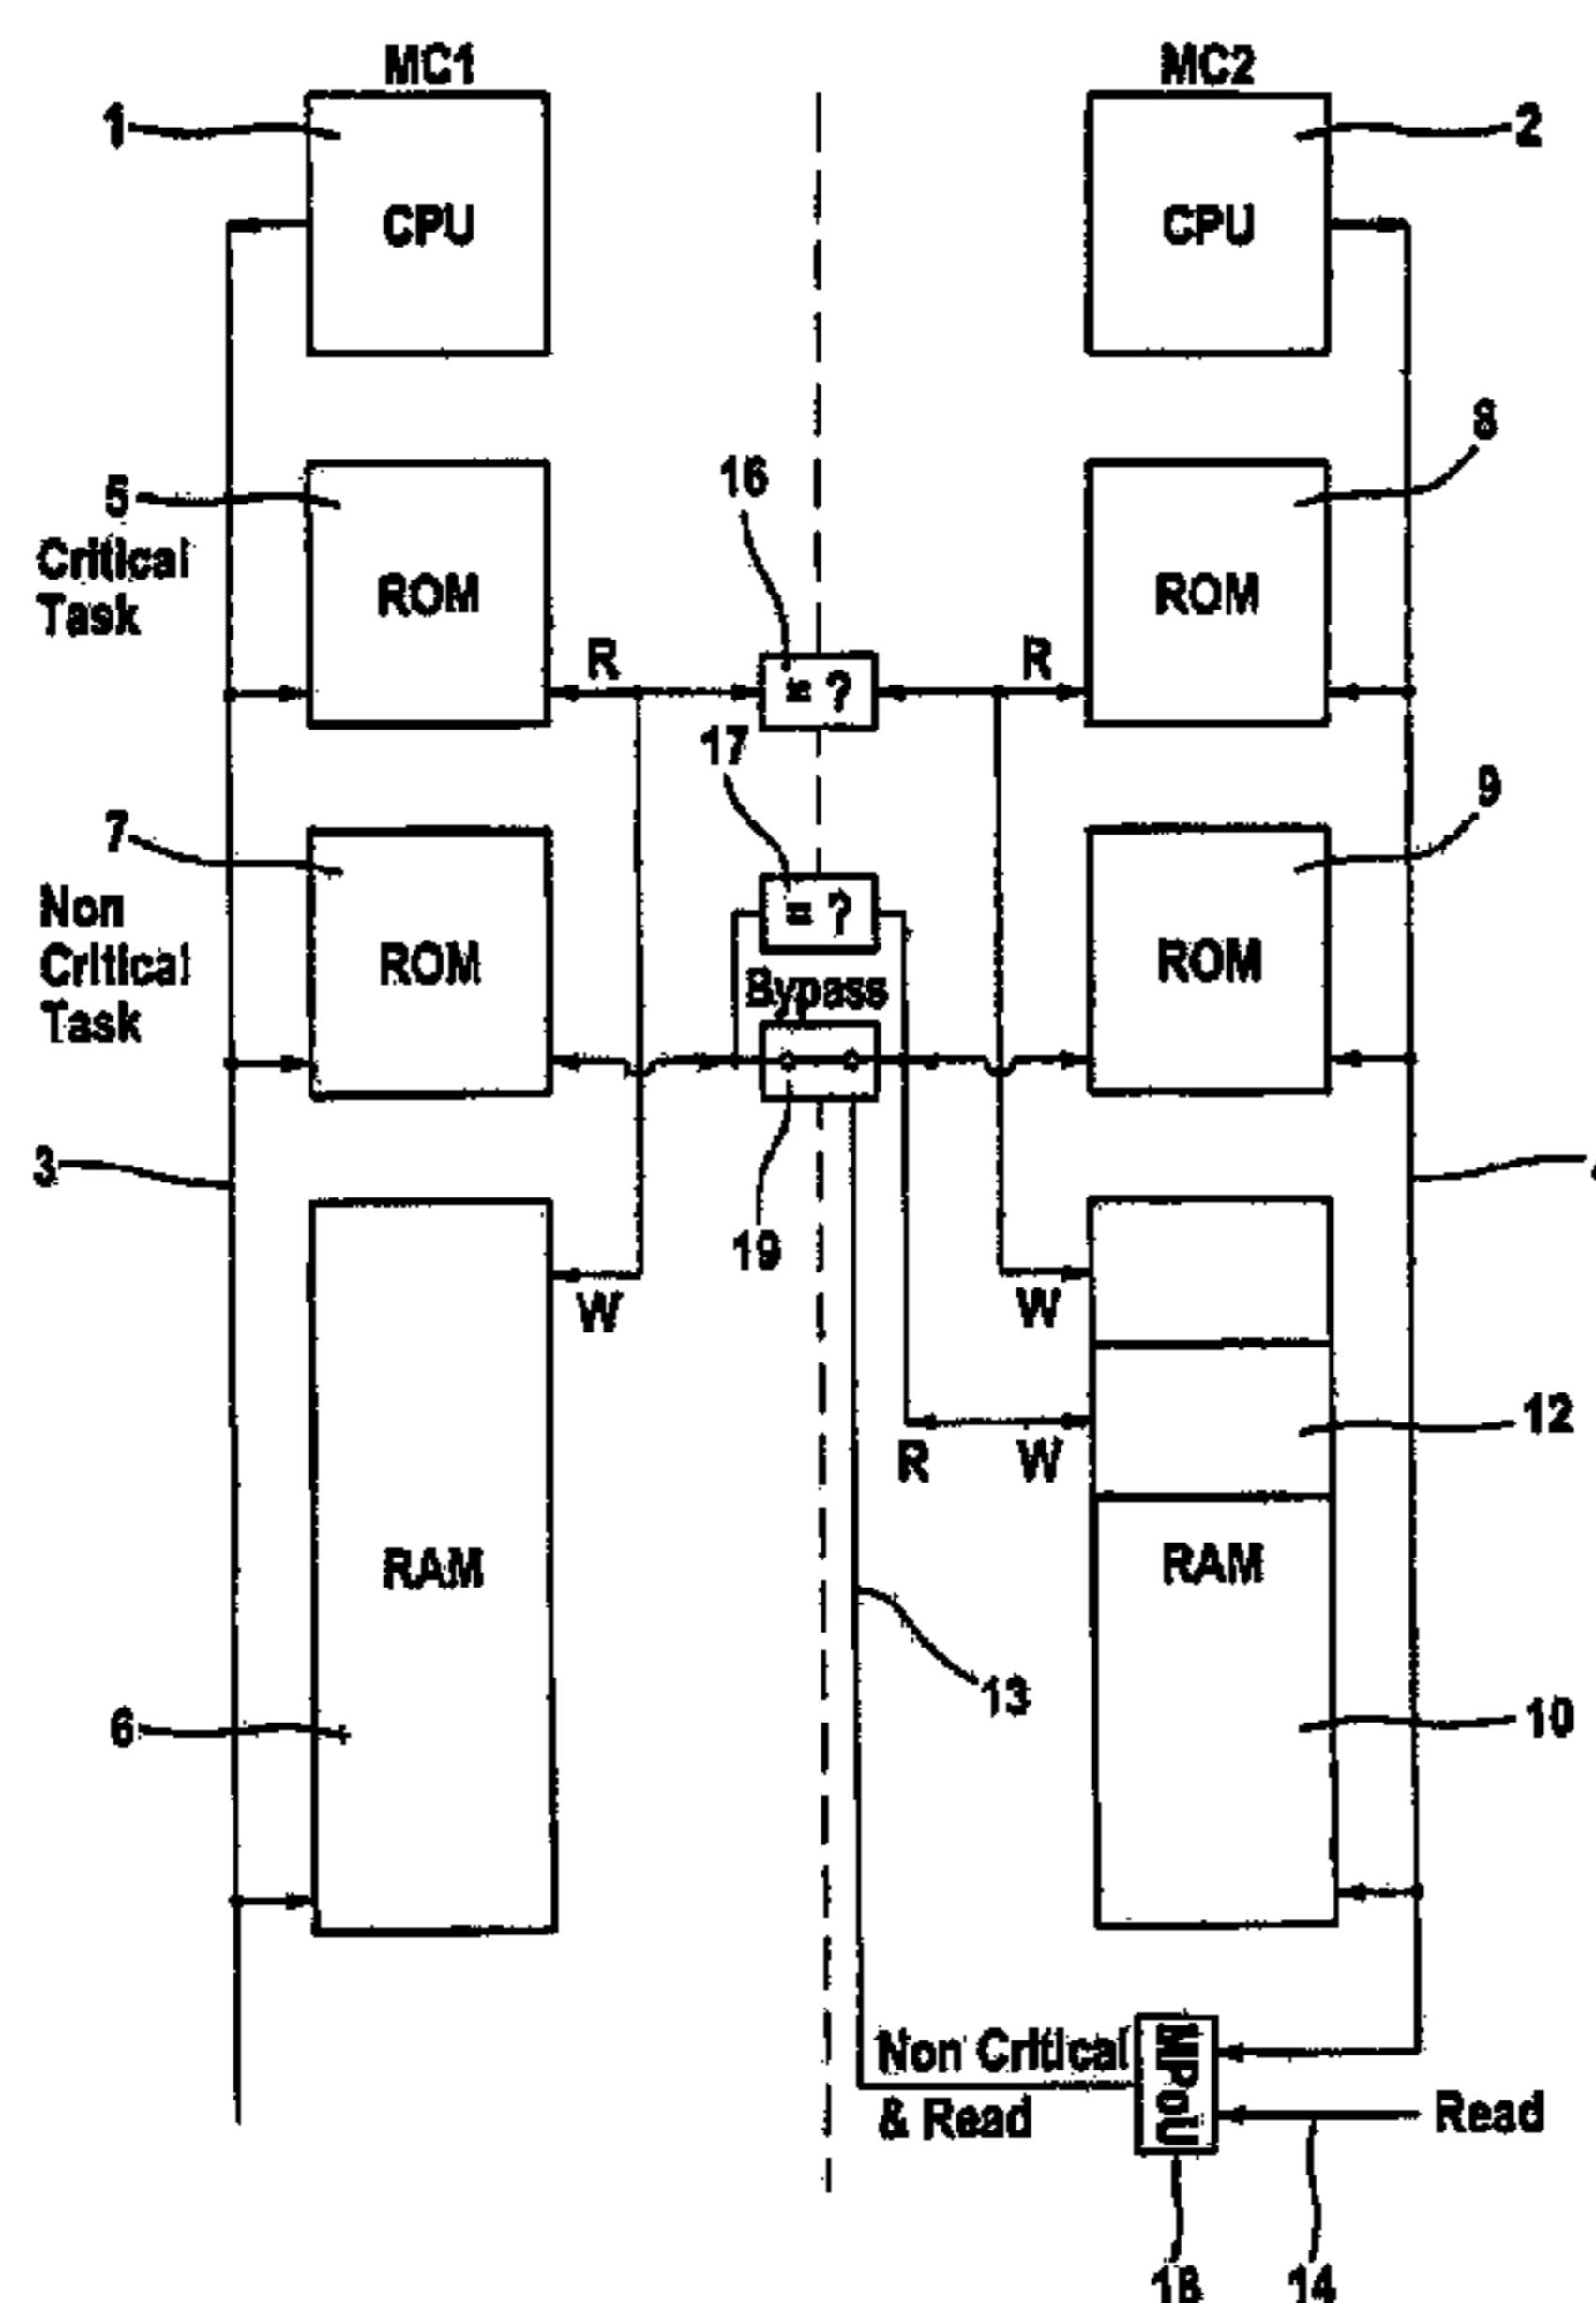 MC1
MC2
1
2
CPU
CPU
8
5
16
Critical
Task
ROM
ROM
R
= ?
R
17
9
7
Non
Critical
Task
= ?
ROM
ROM
Bypass
3
19
W
W
12
R
W
RAM
RAM
13
6
10
Non Critical
& Read
MPoU
Read
14